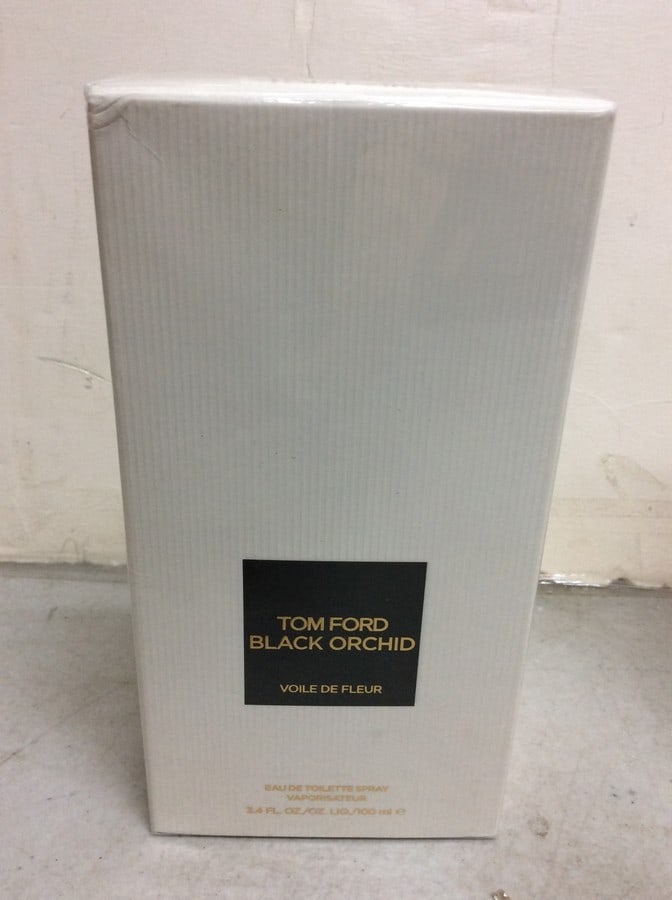 TOM FORD
BLACK ORCHID
VOILE DE FLEUR
EAU DE TOILETTE SPRAY
VAPORISATEUR
3.4 FL. OZ./OZ. LIQ./100 ml ℮